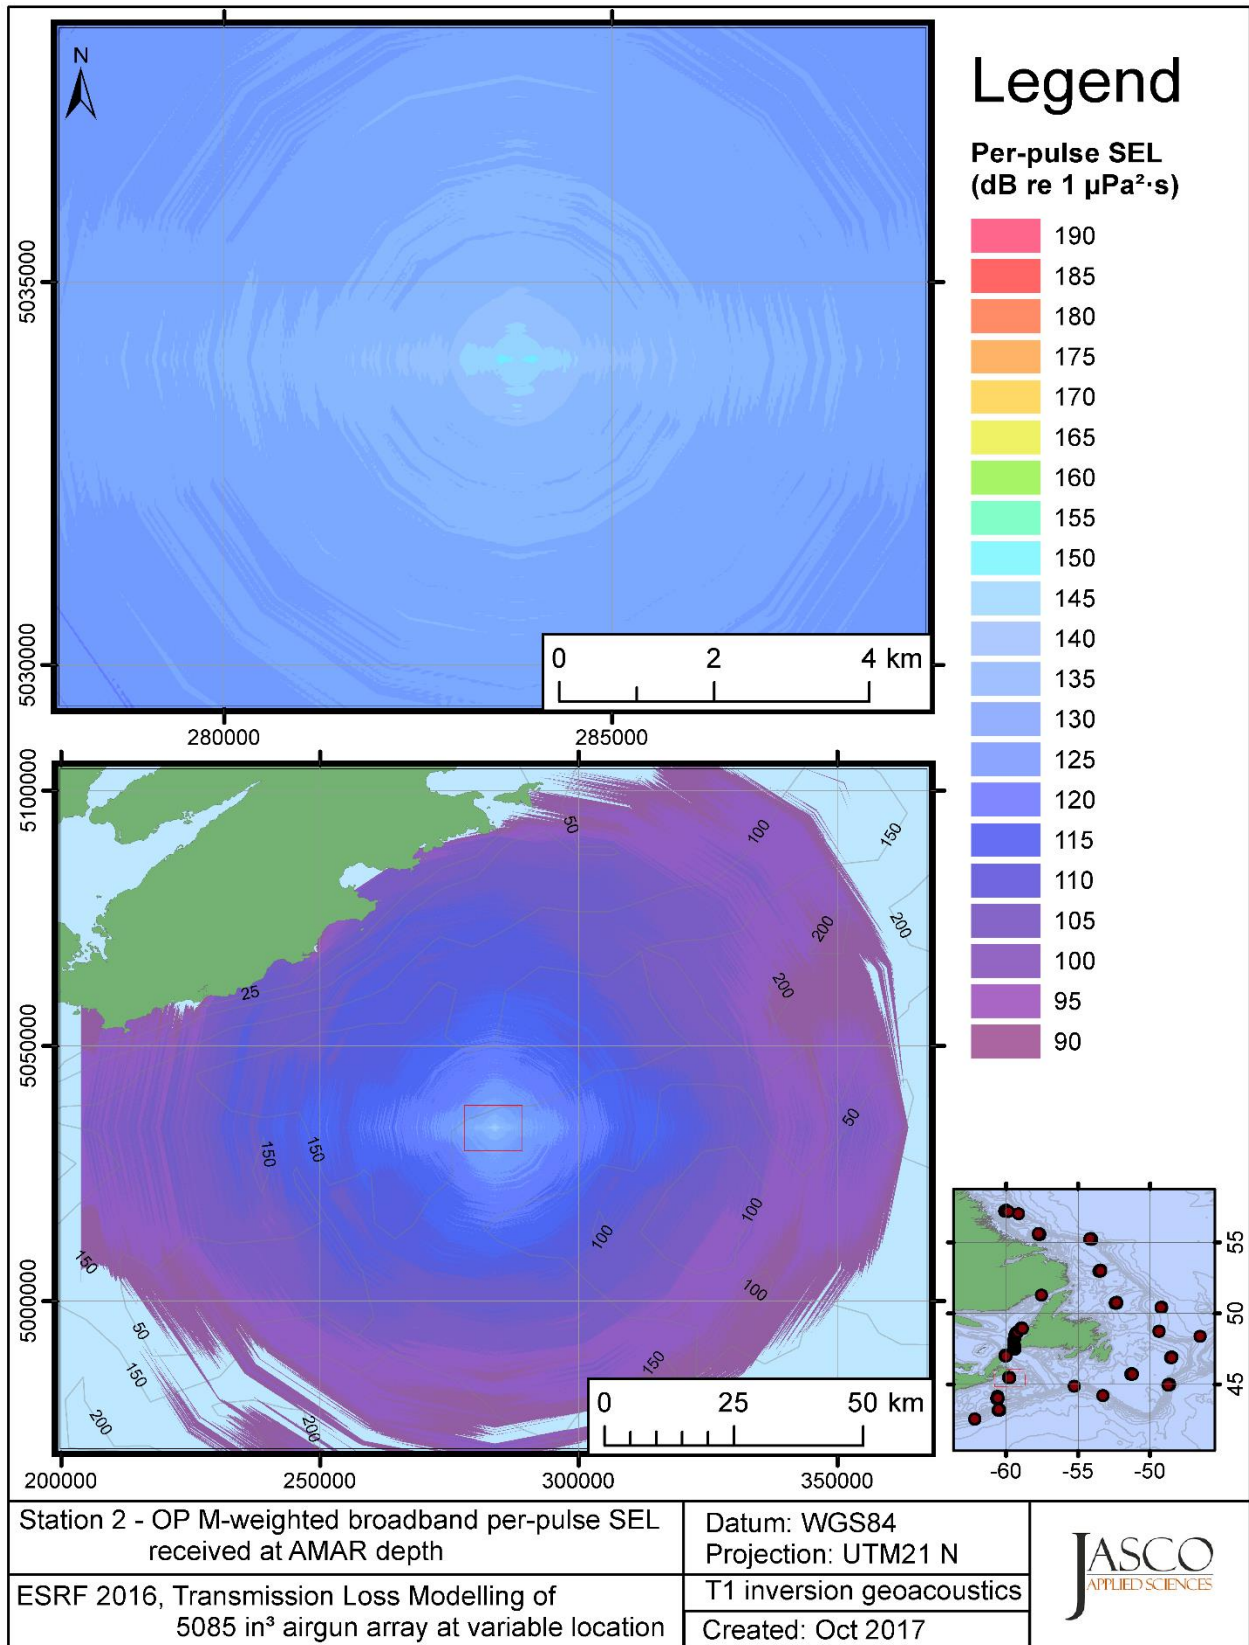 N
5035000
5030000
0 2 4 km
280000 285000
Legend
Per-pulse SEL
(dB re 1 µPa²·s)
190
185
180
175
170
165
160
155
150
145
140
135
130
125
120
115
110
105
100
95
90
5100000
5050000
5000000
50
100
150
200
200
200
25
150
150
50
100
100
100
150
150
50
150
200
200
0 25 50 km
200000 250000 300000 350000
55
50
45
-60 -55 -50
Station 2 - OP M-weighted broadband per-pulse SEL
received at AMAR depth
ESRF 2016, Transmission Loss Modelling of
5085 in³ airgun array at variable location
Datum: WGS84
Projection: UTM21 N
T1 inversion geoacoustics
Created: Oct 2017
JASCO
APPLIED SCIENCES